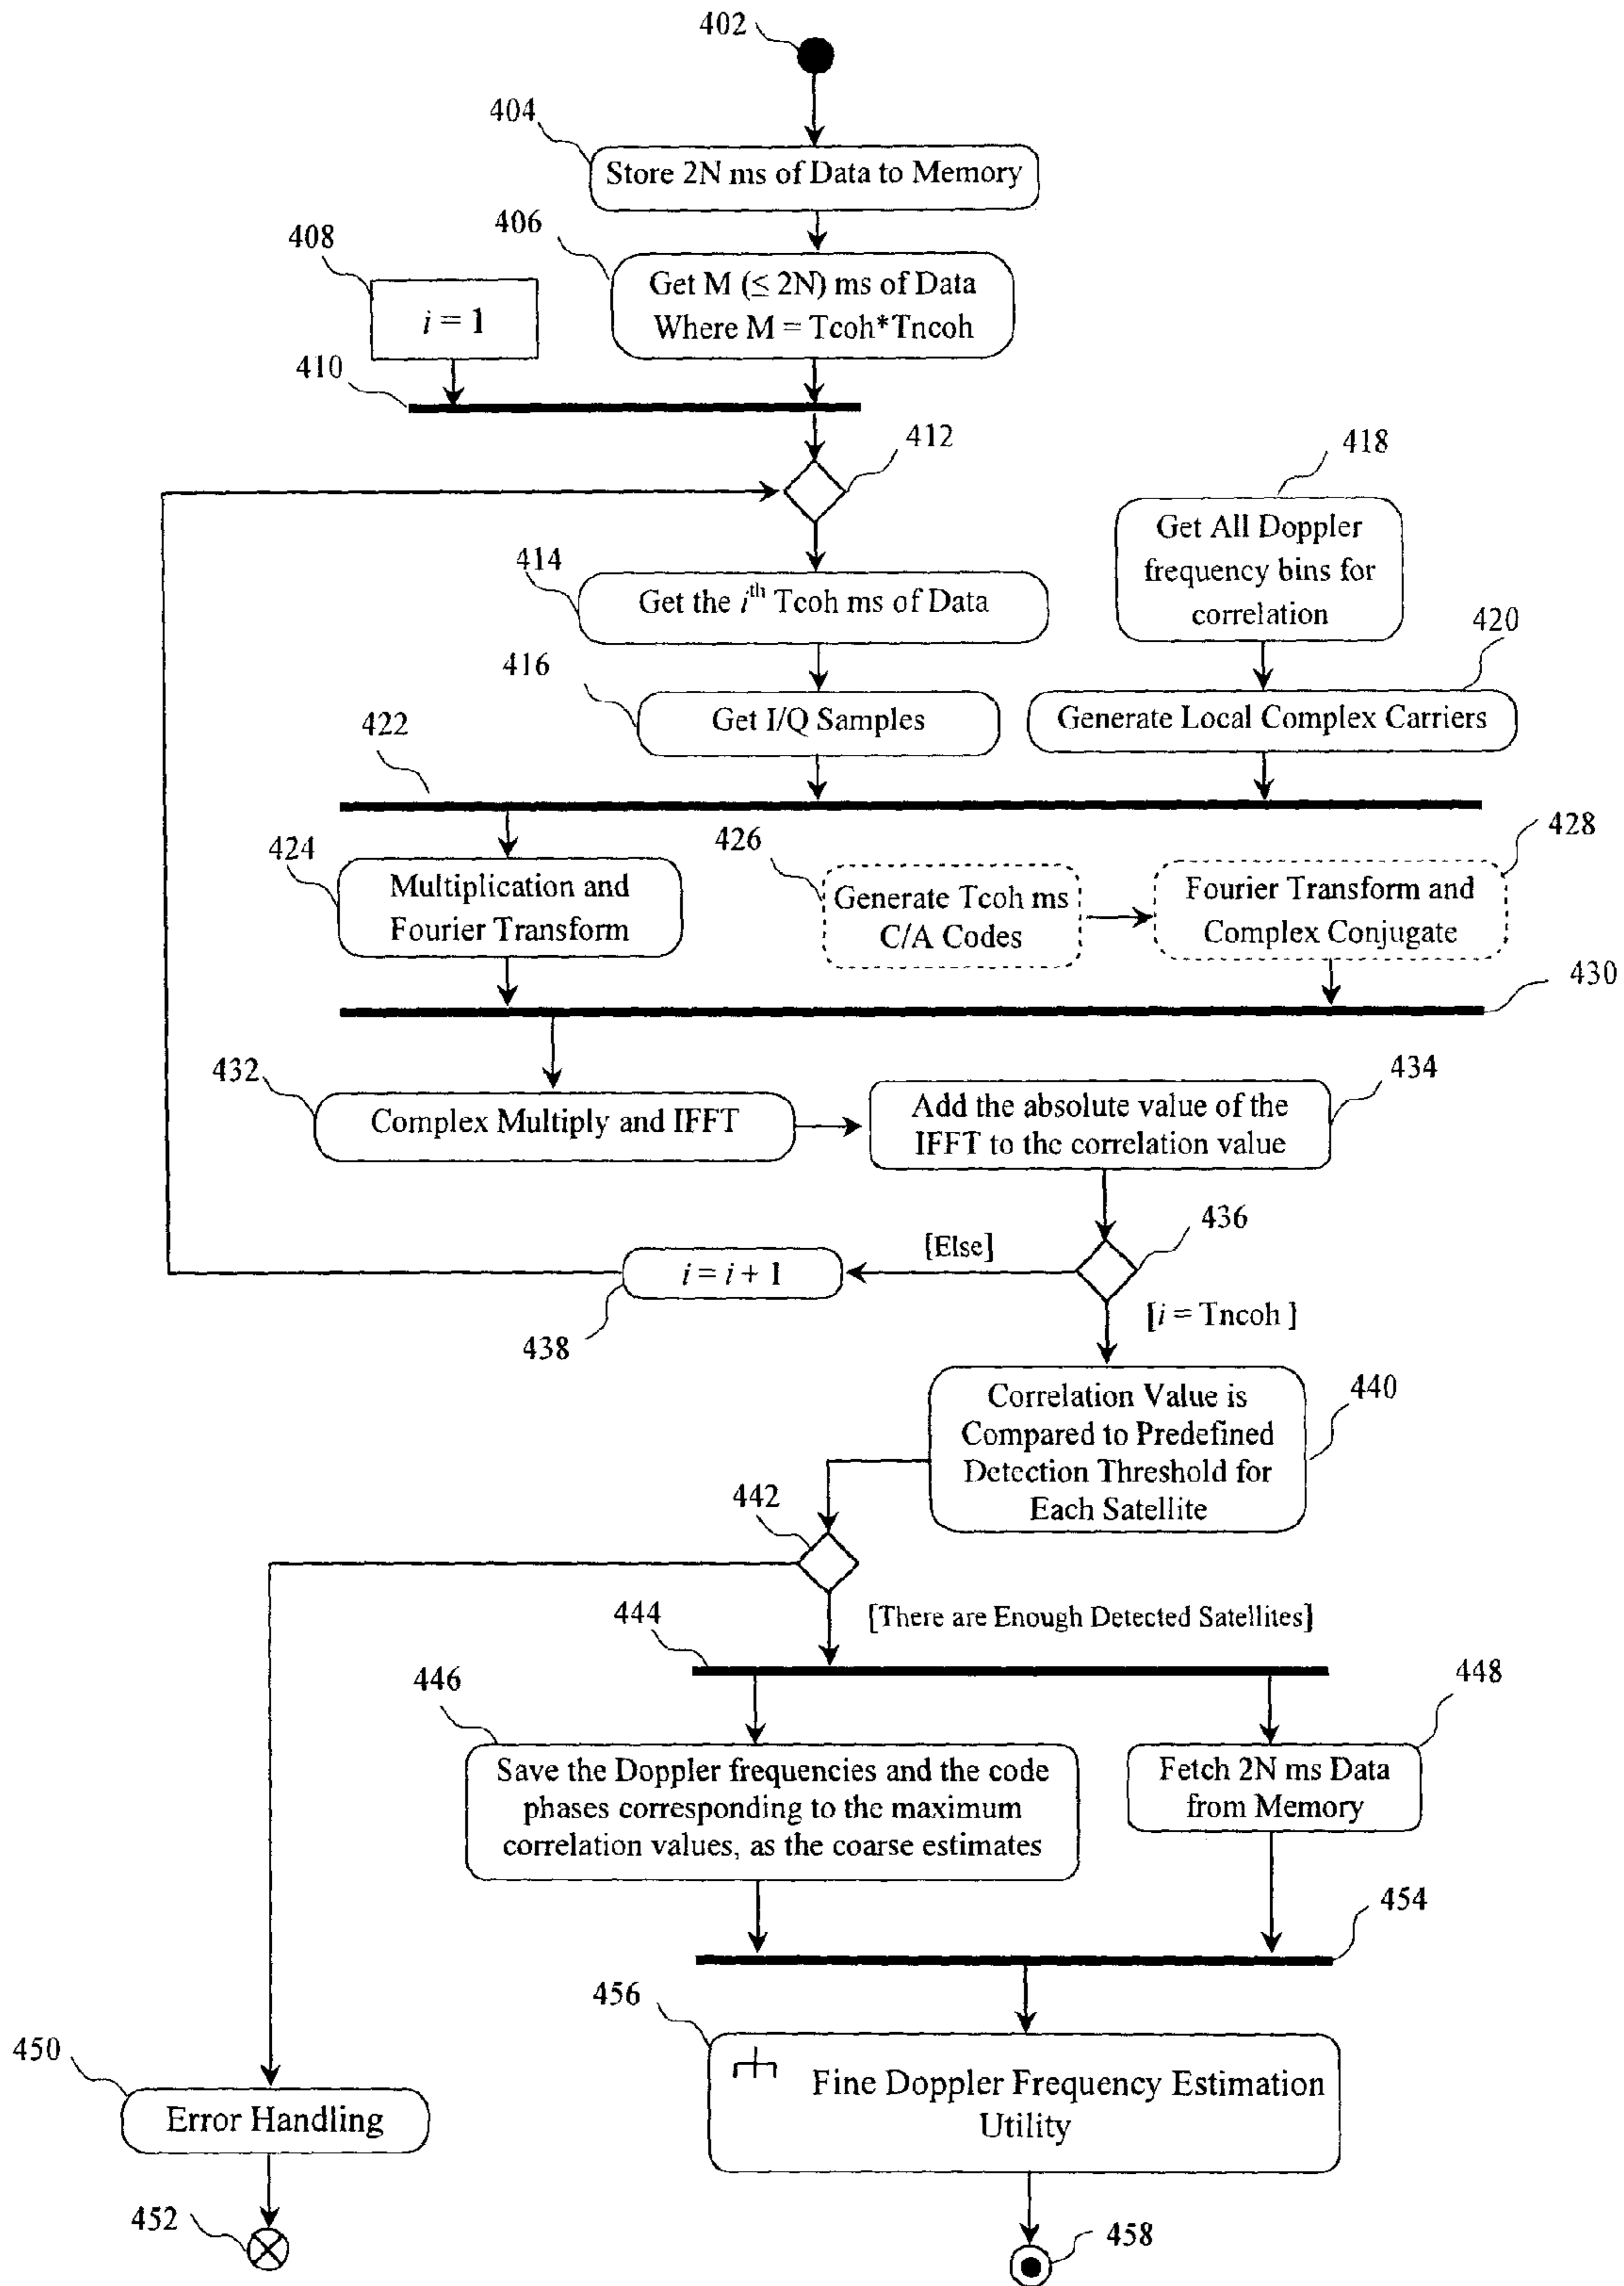 402
404
Store 2N ms of Data to Memory
408
406
i = 1
Get M (≤ 2N) ms of Data
Where M = Tcoh*Tncoh
410
412
418
Get All Doppler
frequency bins for
correlation
414
Get the ith Tcoh ms of Data
420
416
Get I/Q Samples
Generate Local Complex Carriers
422
424
Multiplication and
Fourier Transform
426
Generate Tcoh ms
C/A Codes
428
Fourier Transform and
Complex Conjugate
430
432
Complex Multiply and IFFT
434
Add the absolute value of the
IFFT to the correlation value
436
[Else]
i = i + 1
438
[i = Tncoh ]
Correlation Value is
Compared to Predefined
Detection Threshold for
Each Satellite
440
442
[There are Enough Detected Satellites]
444
446
448
Save the Doppler frequencies and the code
phases corresponding to the maximum
correlation values, as the coarse estimates
Fetch 2N ms Data
from Memory
454
456
Fine Doppler Frequency Estimation
Utility
450
Error Handling
452
458